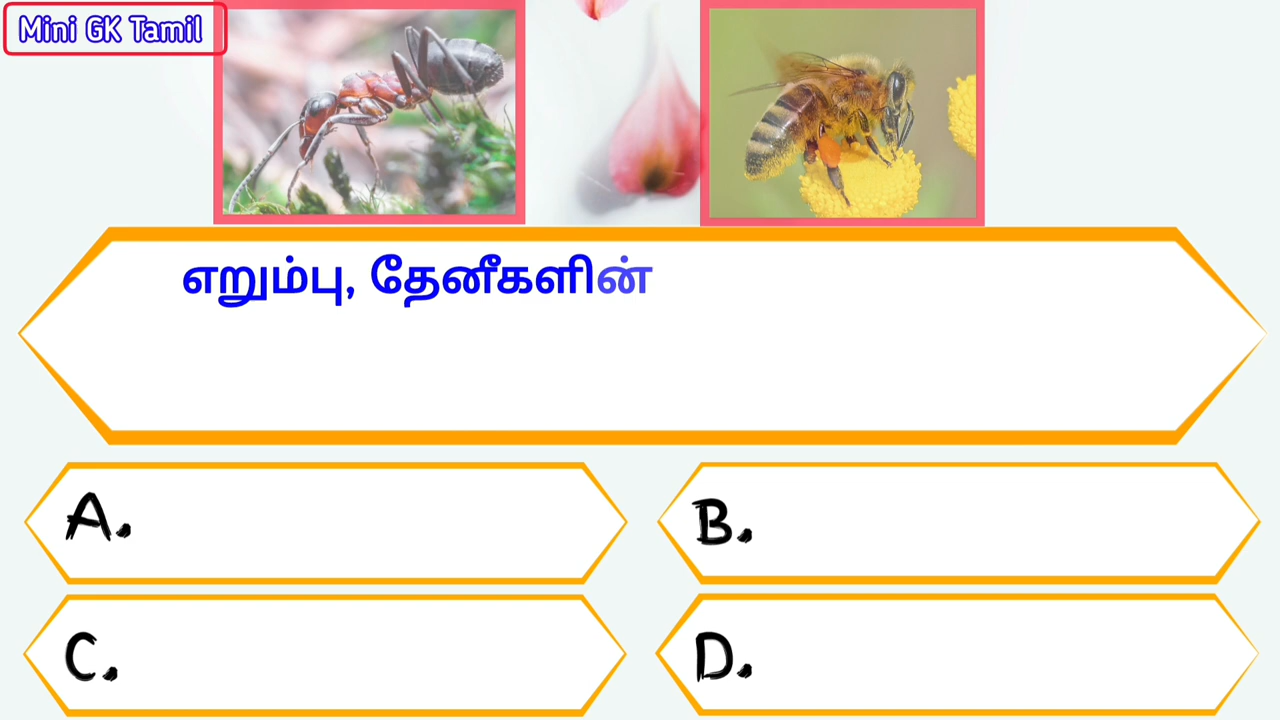 Mini GK Tamil
எறும்பு, தேனீகளின்
A.
B.
C.
D.